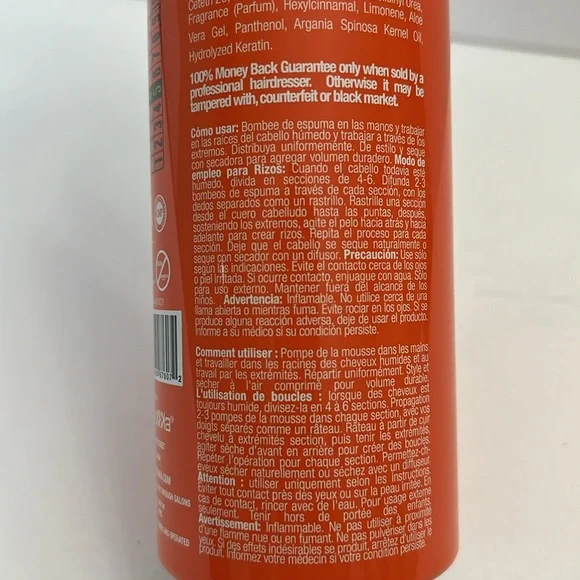 Fragrance (Parfum), Hexylcinnamal, Limonene, Aloe
Vera Gel, Panthenol, Argania Spinosa Kernel Oil,
Hydrolyzed Keratin.
100% Money Back Guarantee only when sold by a
professional hairdresser. Otherwise it may be
tampered with, counterfeit or black market.
Cómo usar: Bombee de espuma en las manos y trabajar
en las raíces del cabello húmedo y trabajar a través de los
extremos. Distribuya uniformemente. De estilo y seque
con secadora para agregar volumen duradero. Modo de
empleo para Rizos: Cuando el cabello todavía esté
húmedo, divida en secciones de 4-6. Difunda 2-3
bombeos de espuma a través de cada sección, con los
dedos separados como un rastrillo. Rastrille una sección
desde el cuero cabelludo hasta las puntas, después,
sosteniendo los extremos, agite el pelo hacia atrás y hacia
adelante para crear rizos. Repita el proceso para cada
sección. Deje que el cabello se seque naturalmente o
seque con secador con un difusor. Precaución: Use sólo
según las indicaciones. Evite el contacto cerca de los ojos
o piel irritada. Si ocurre contacto, enjuague con agua. Sólo
para uso externo. Mantener fuera del alcance de los
niños. Advertencia: Inflamable. No utilice cerca de una
llama abierta o mientras fuma. Evite rociar en los ojos. Si se
produce alguna reacción adversa, deje de usar el producto.
Informe a su médico si su condición persiste.
Comment utiliser : Pompe de la mousse dans les mains
et travailler dans les racines des cheveux humides et au
travail par les extrémités. Répartir uniformément. Style et
sécher à l'air comprimé pour volume durable.
L'utilisation de boucles : lorsque des cheveux est
toujours humide, divisez-la en 4 à 6 sections. Propagation
2-3 pompes de la mousse dans chaque section, avec vos
doigts séparés comme un râteau. Râteau à partir de cuir
chevelu à extrémités section, puis tenir les extrémités,
agiter sèche d'avant en arrière pour créer des boucles.
Répéter l'opération pour chaque section. Permettez-ch-
eveux sécher naturellement ou séchez avec un diffuseur.
Attention : utiliser uniquement selon les instructions.
Éviter tout contact près des yeux ou sur la peau irritée. En
cas de contact, rincer avec de l'eau. Pour usage externe
seulement. Tenir hors de portée des enfants.
Avertissement: Inflammable. Ne pas utiliser à proximité
d'une flamme nue ou en fumant. Ne pas pulvériser dans les
yeux. Si des effets indésirables se produit, arrêtez d'utiliser le
produit. Informez votre médecin si votre condition persiste.